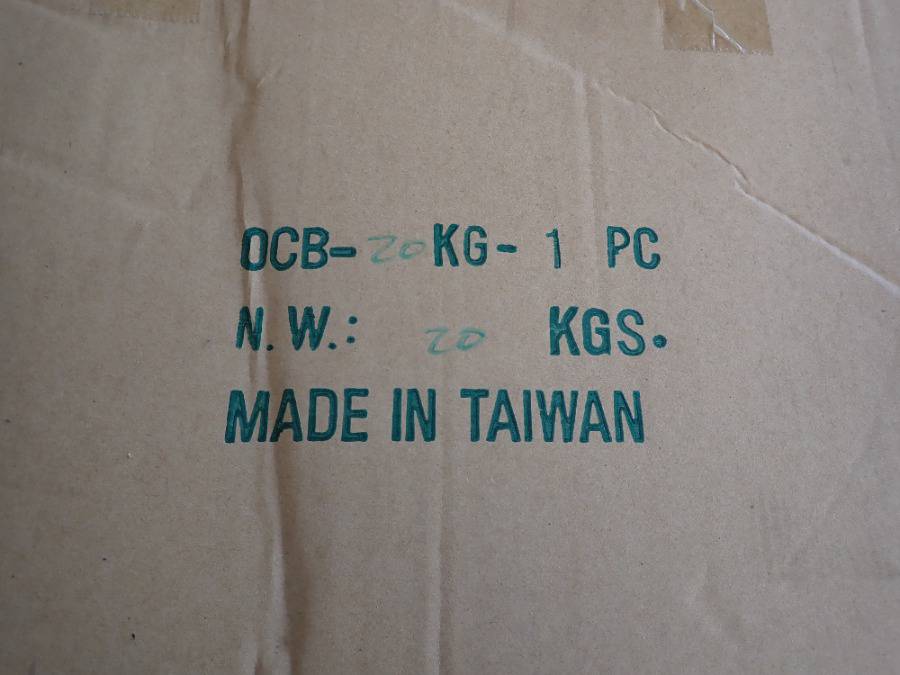 OCB-20KG- 1 PC
N.W.: 20 KGS.
MADE IN TAIWAN